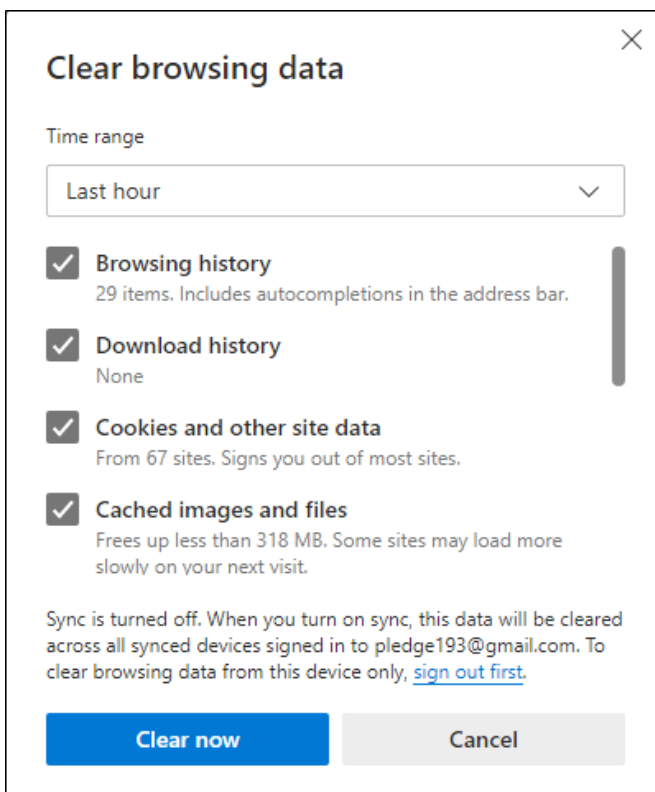 Clear browsing data
Time range
Last hour
Browsing history
29 items. Includes autocompletions in the address bar.
Download history
None
Cookies and other site data
From 67 sites. Signs you out of most sites.
Cached images and files
Frees up less than 318 MB. Some sites may load more
slowly on your next visit.
Sync is turned off. When you turn on sync, this data will be cleared
across all synced devices signed in to pledge193@gmail.com. To
clear browsing data from this device only, sign out first.
Clear now
Cancel